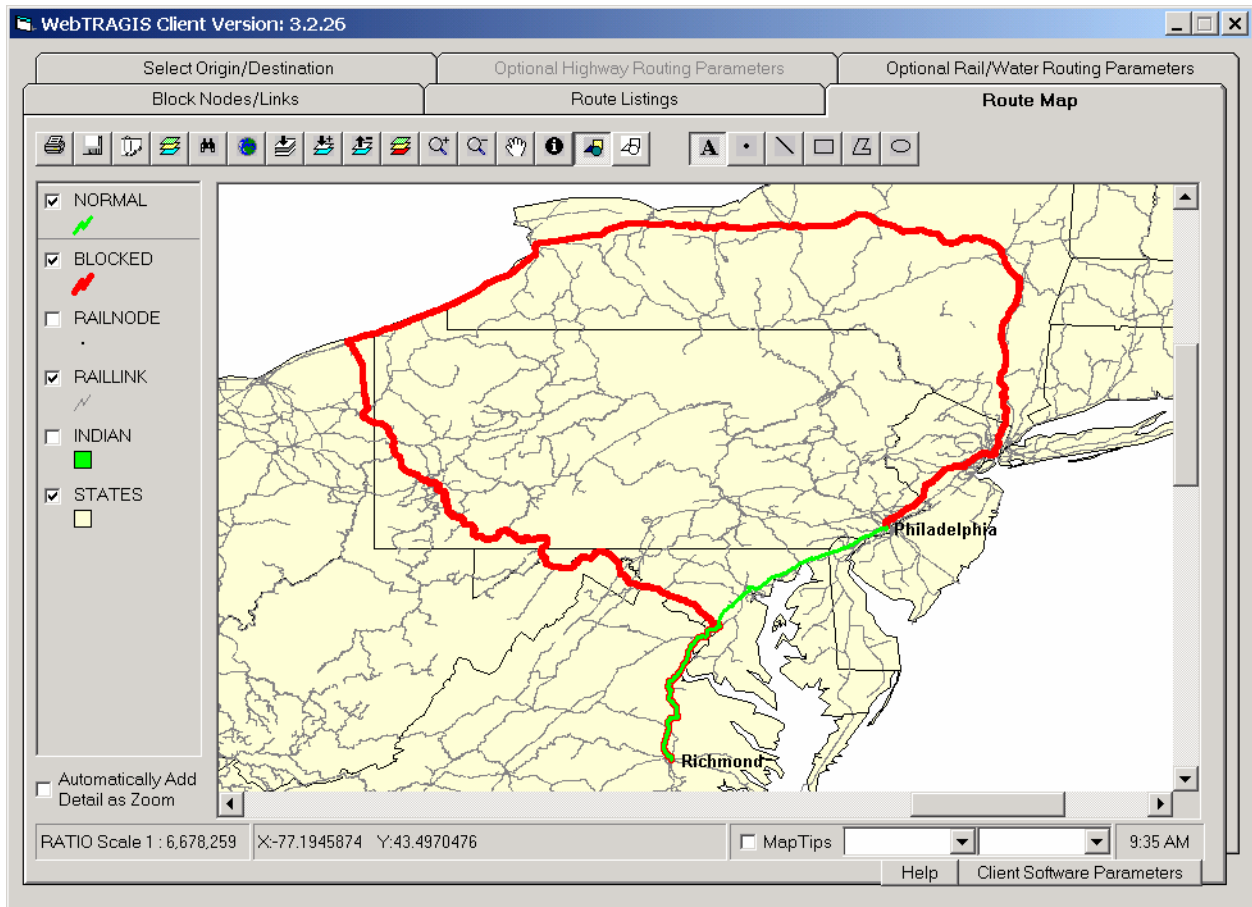 WebTRAGIS Client Version: 3.2.26
Select Origin/Destination
Optional Highway Routing Parameters
Optional Rail/Water Routing Parameters
Block Nodes/Links
Route Listings
Route Map
A
NORMAL
BLOCKED
RAILNODE
RAILLINK
INDIAN
STATES
Philadelphia
Richmond
Automatically Add
Detail as Zoom
RATIO Scale 1 : 6,678,259
X:-77.1945874 Y:43.4970476
MapTips
9:35 AM
Help
Client Software Parameters